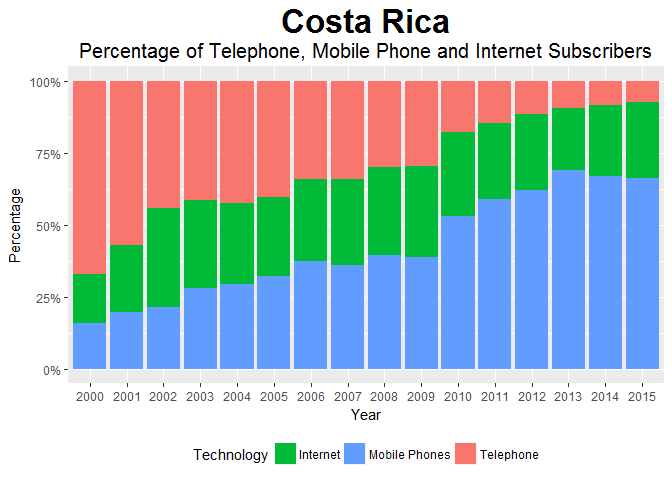 Costa Rica
Percentage of Telephone, Mobile Phone and Internet Subscribers
100%
75%
50%
25%
0%
Percentage
2000 2001 2002 2003 2004 2005 2006 2007 2008 2009 2010 2011 2012 2013 2014 2015
Year
Technology Internet Mobile Phones Telephone